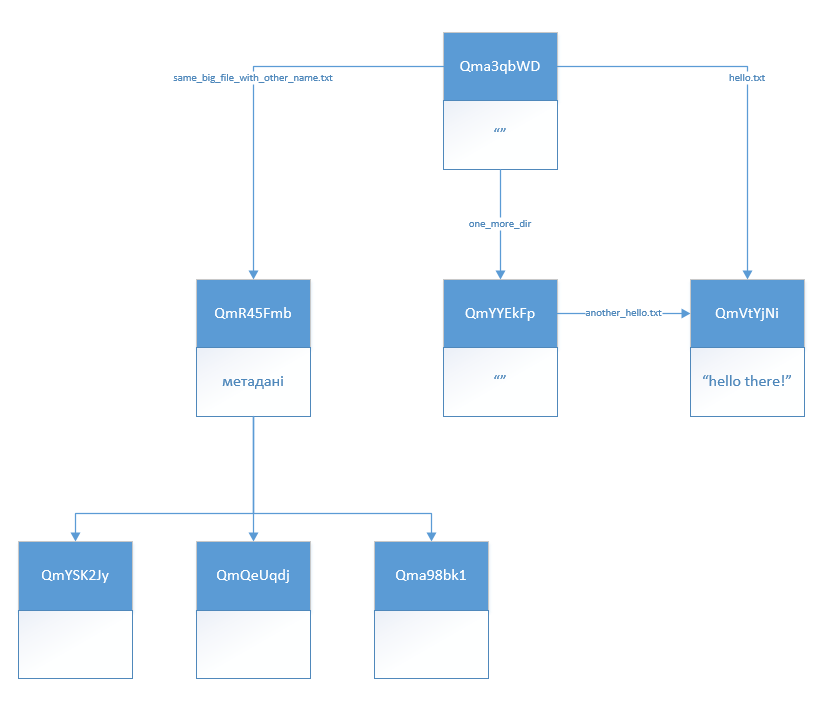 Qma3qbWD
same_big_file_with_other_name.txt
hello.txt
“”
one_more_dir
QmR45Fmb
QmYYEkFp
another_hello.txt
QmVtYjNi
метадані
“”
“hello there!”
QmYSK2Jy
QmQeUqdj
Qma98bk1